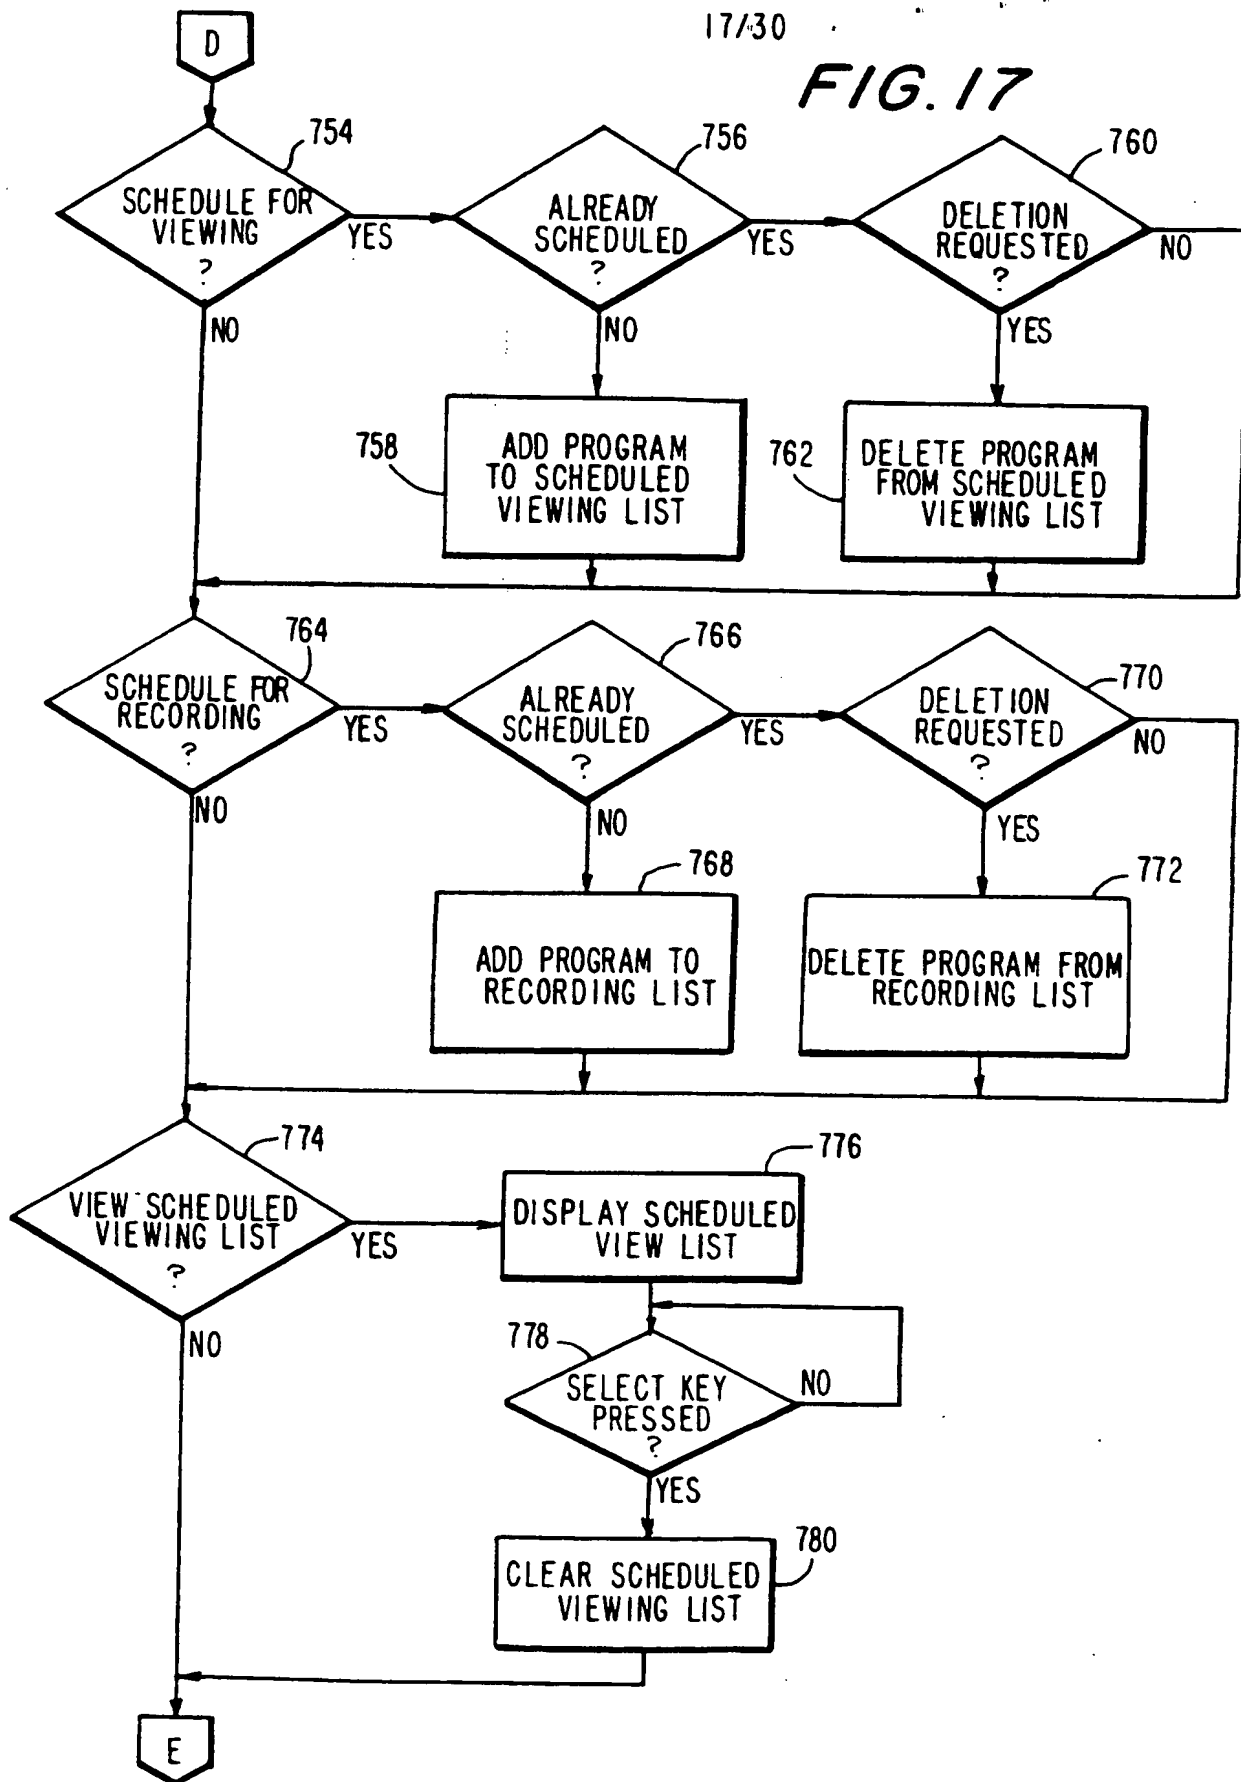 17/30
FIG. 17
D
754
SCHEDULE FOR
VIEWING
?
YES
NO
756
ALREADY
SCHEDULED
?
YES
NO
760
DELETION
REQUESTED
?
NO
YES
758
ADD PROGRAM
TO SCHEDULED
VIEWING LIST
762
DELETE PROGRAM
FROM SCHEDULED
VIEWING LIST
764
SCHEDULE FOR
RECORDING
?
YES
NO
766
ALREADY
SCHEDULED
?
YES
NO
770
DELETION
REQUESTED
?
NO
YES
768
ADD PROGRAM TO
RECORDING LIST
772
DELETE PROGRAM FROM
RECORDING LIST
774
VIEW SCHEDULED
VIEWING LIST
?
YES
NO
776
DISPLAY SCHEDULED
VIEW LIST
778
SELECT KEY
PRESSED
?
NO
YES
780
CLEAR SCHEDULED
VIEWING LIST
E